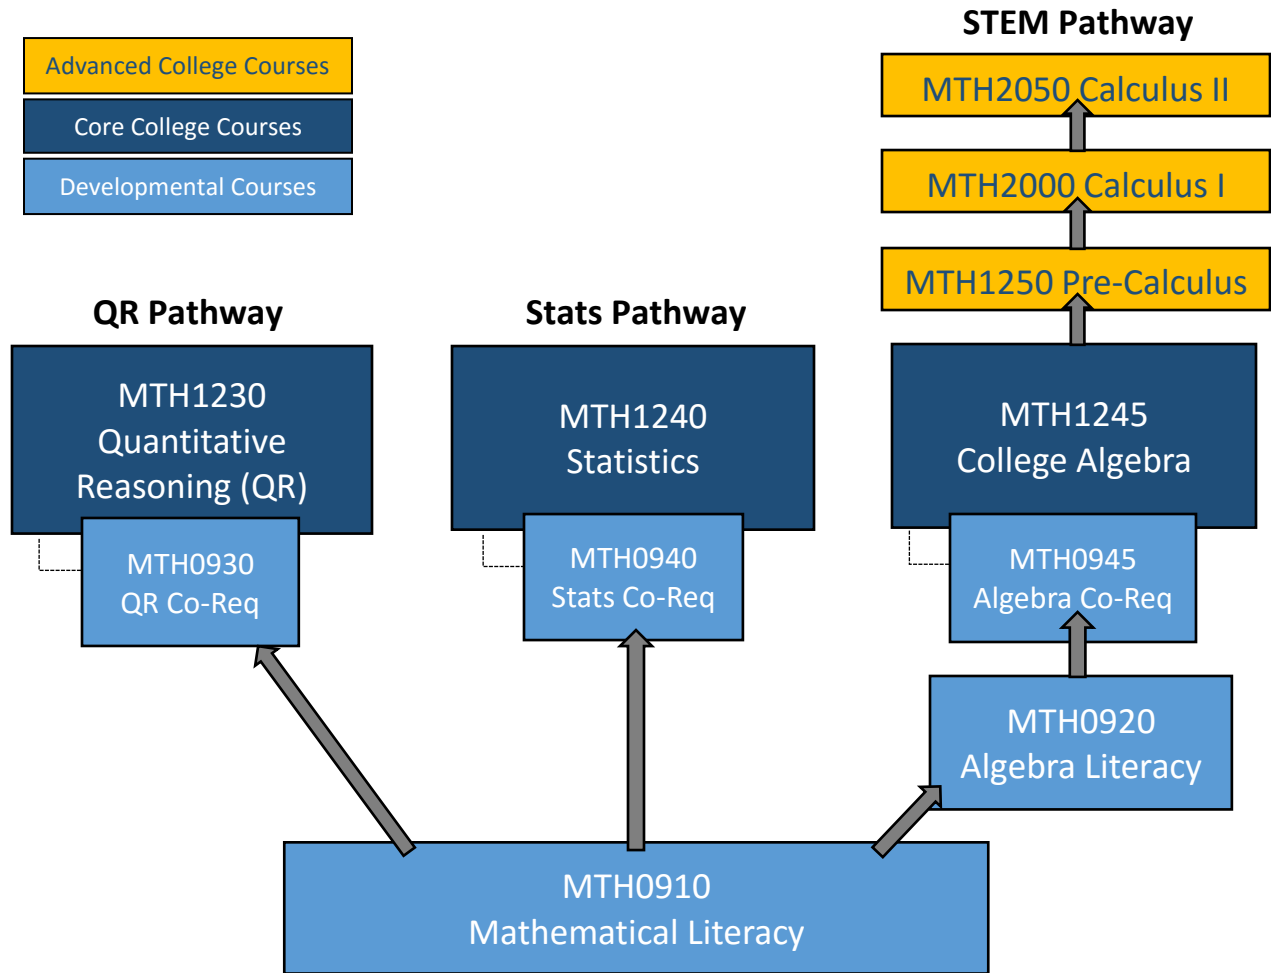 STEM Pathway
Advanced College Courses
Core College Courses
Developmental Courses
MTH2050 Calculus II
MTH2000 Calculus I
MTH1250 Pre-Calculus
QR Pathway
MTH1230
Quantitative
Reasoning (QR)
MTH0930
QR Co-Req
Stats Pathway
MTH1240
Statistics
MTH0940
Stats Co-Req
MTH1245
College Algebra
MTH0945
Algebra Co-Req
MTH0920
Algebra Literacy
MTH0910
Mathematical Literacy